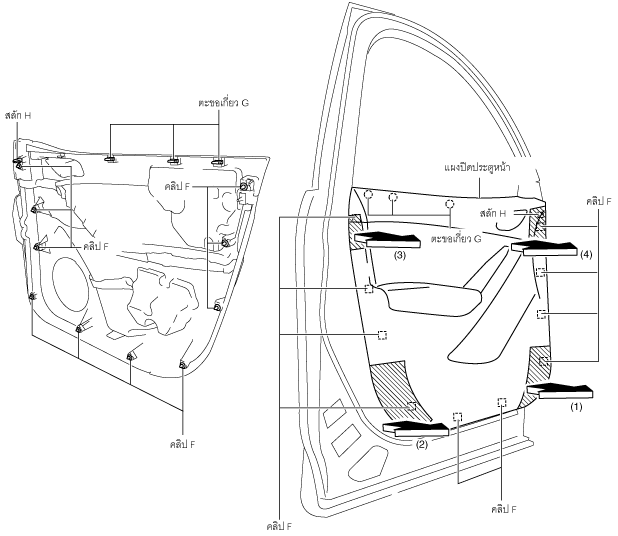 ตะขอเกี่ยว G
สลัก H
คลิป F
คลิป F
คลิป F
แผงปิดประตูหน้า
คลิป F
สลัก H
ตะขอเกี่ยว G
(3)
(4)
(1)
(2)
คลิป F
คลิป F